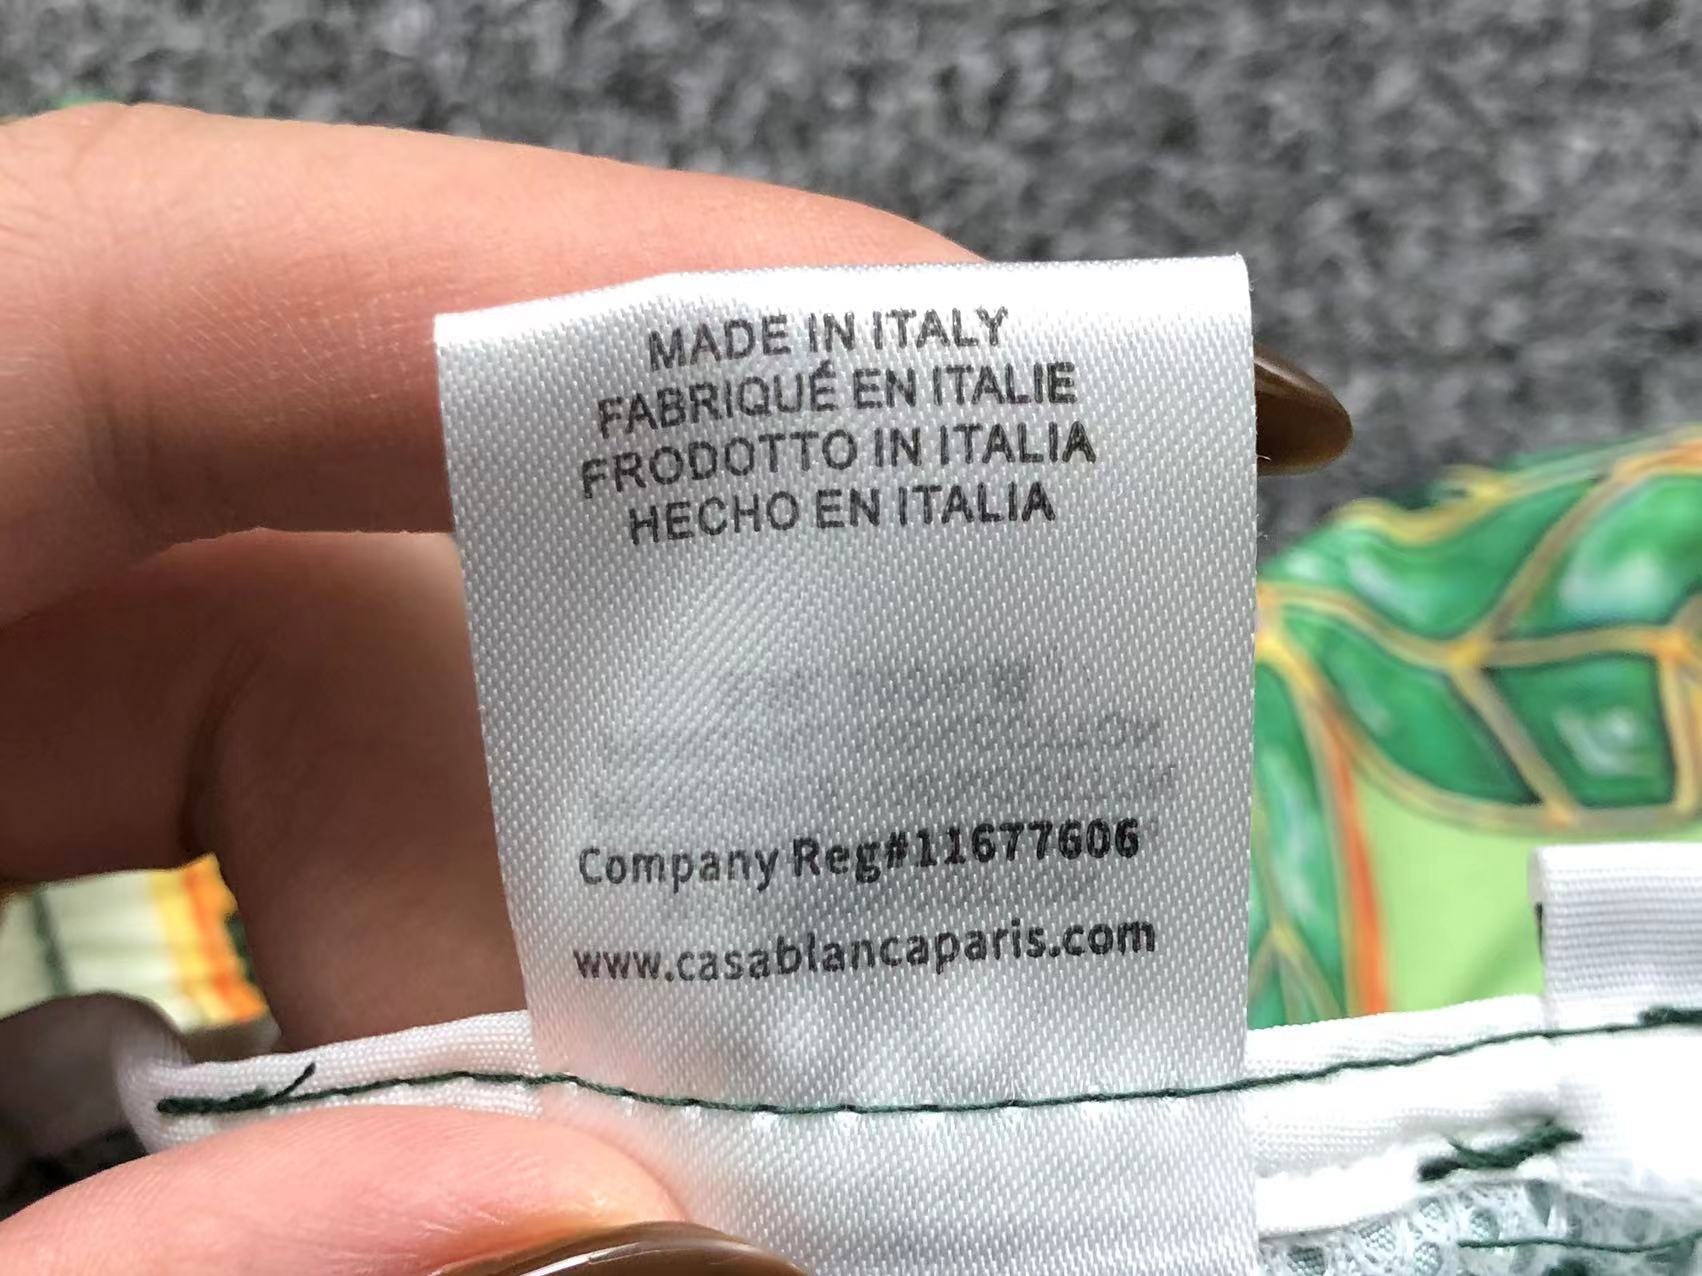 MADE IN ITALY
FABRIQUÉ EN ITALIE
FRODOTTO IN ITALIA
HECHO EN ITALIA
Company Reg#11677606
www.casablancaparis.com